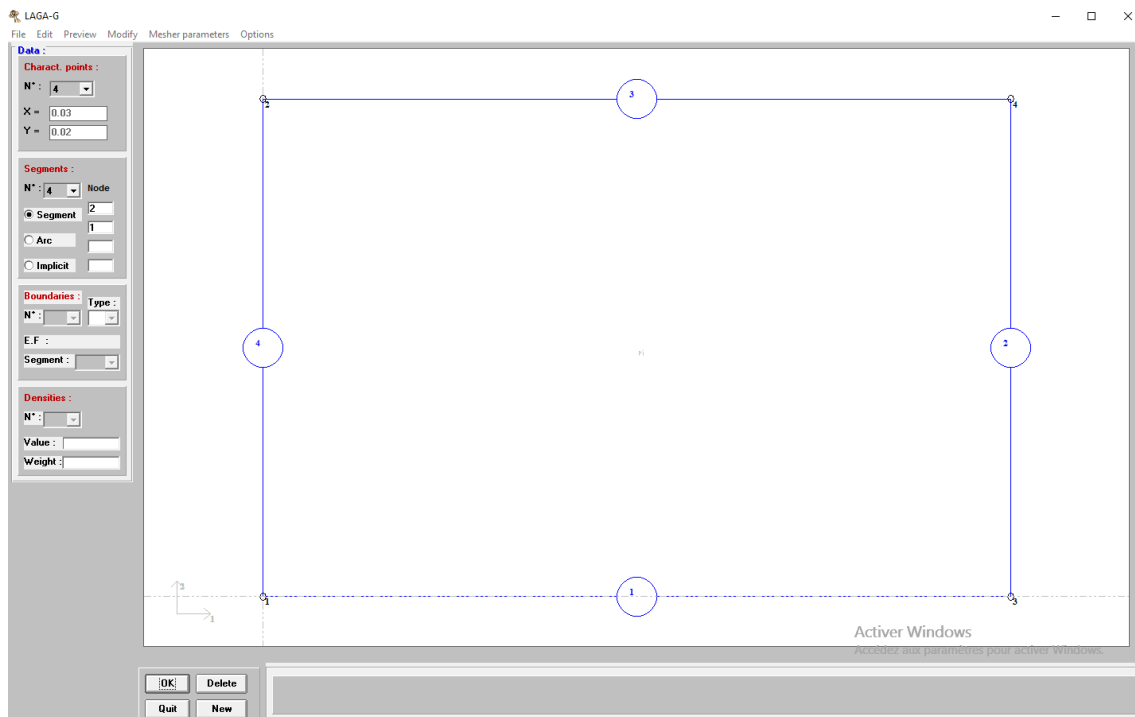 LAGA-G
File Edit Preview Modify Mesher parameters Options
Data :
Charact. points :
N° : 4
X = 0.03
Y = 0.02
Segments :
N° : 4 Node
Segment 2
1
Arc
Implicit
Boundaries : Type :
N° :
E.F :
Segment :
Densities :
N° :
Value :
Weight :
3
2
4
4
2
1
1
3
2
1
Activer Windows
Accédez aux paramètres pour activer Windows.
OK Delete
Quit New